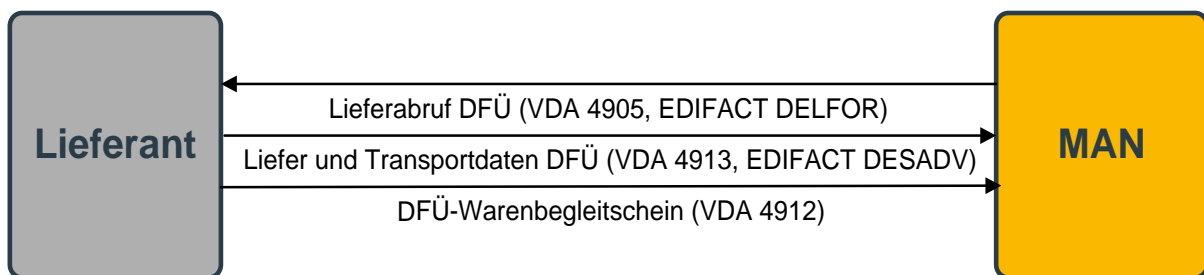 Lieferant
Lieferabruf DFÜ (VDA 4905, EDIFACT DELFOR)
Liefer und Transportdaten DFÜ (VDA 4913, EDIFACT DESADV)
DFÜ-Warenbegleitschein (VDA 4912)
MAN